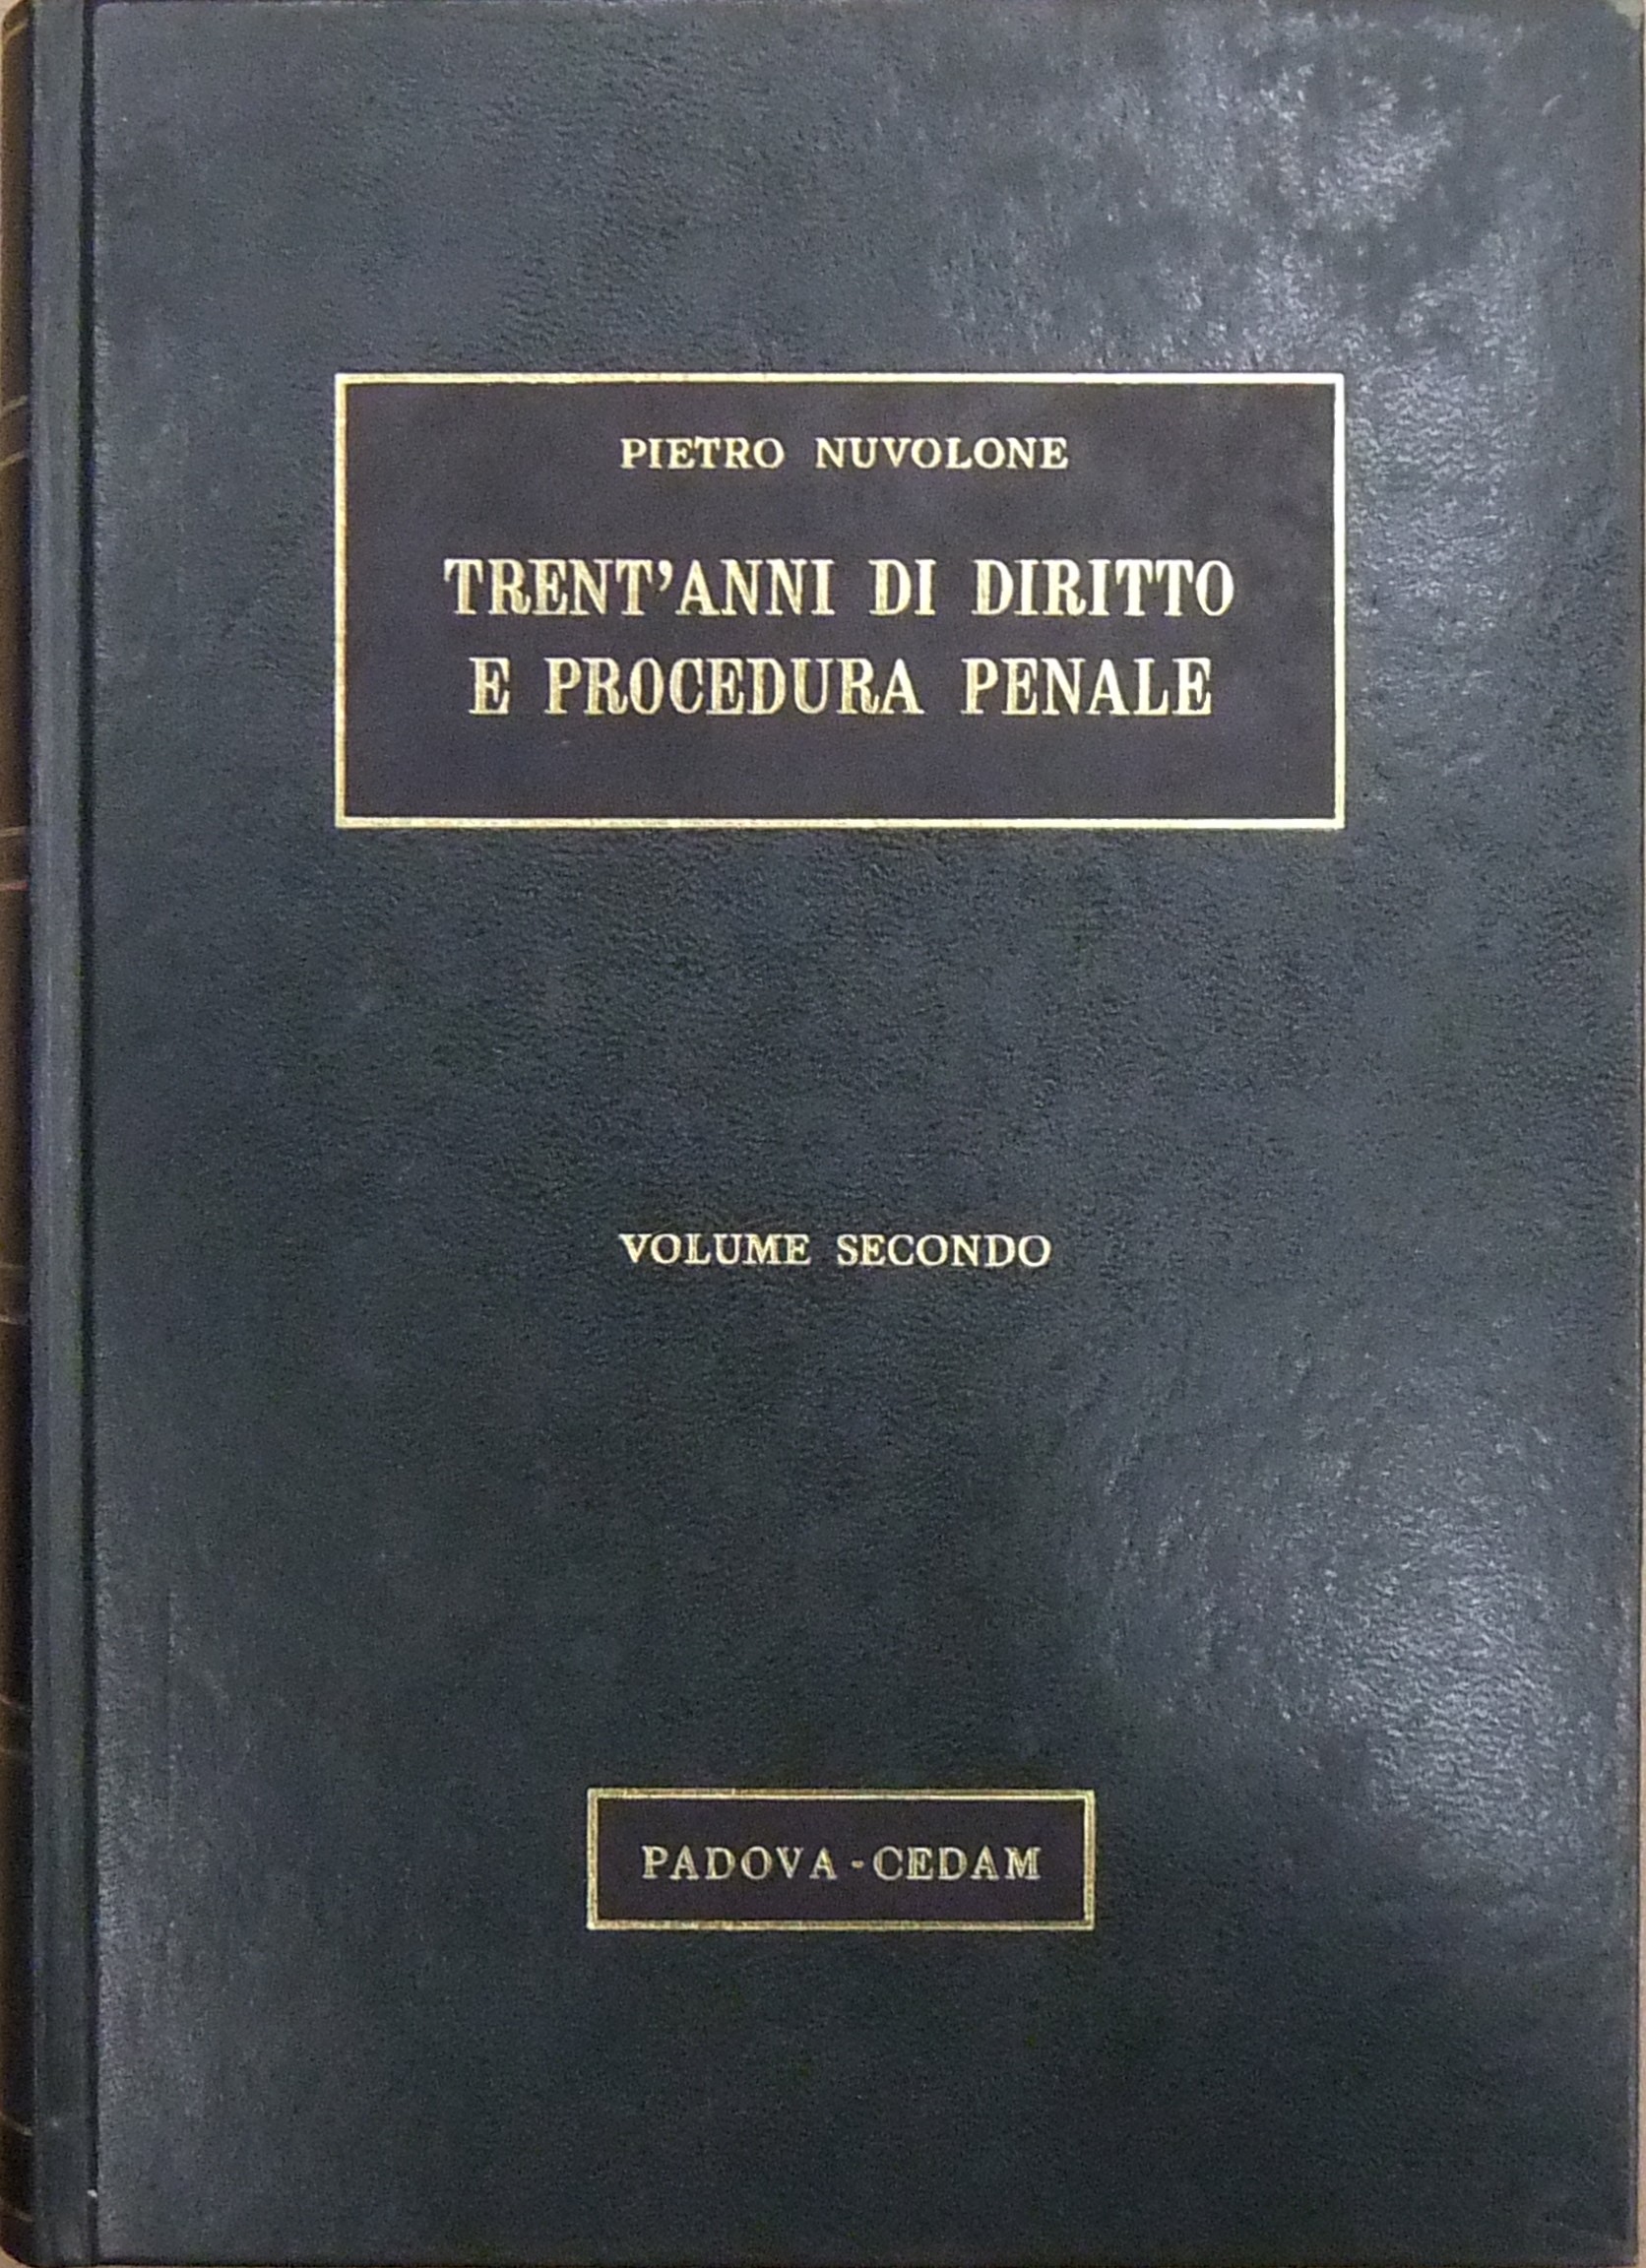 PIETRO NUVOLONE
TRENT'ANNI DI DIRITTO
E PROCEDURA PENALE
VOLUME SECONDO
PADOVA - CEDAM